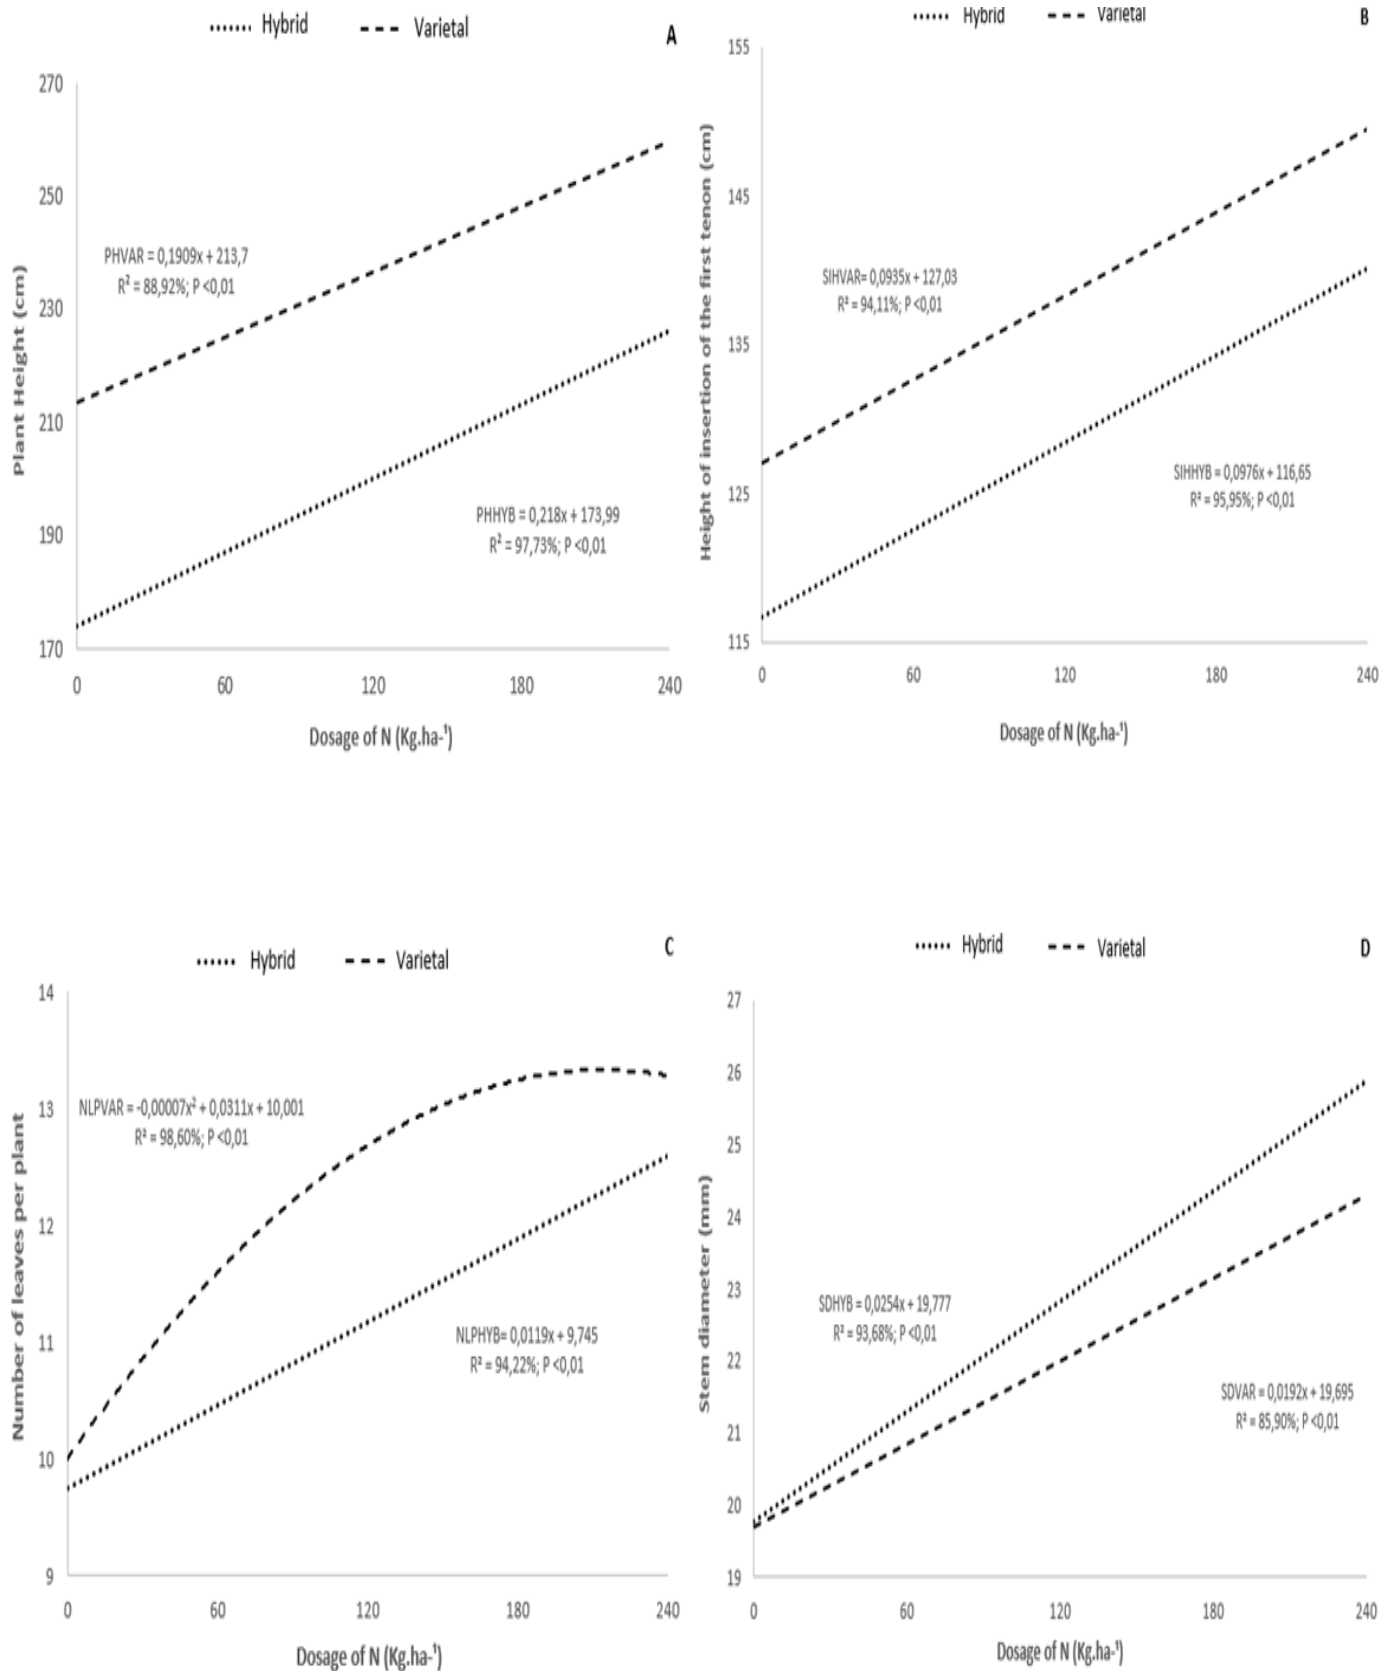 Hybrid Varietal A
270
250
230
210
190
170
Plant Height (cm)
PHVAR = 0,1909x + 213,7
R² = 88,92%; P <0,01
PHHYB = 0,218x + 173,99
R² = 97,73%; P <0,01
0 60 120 180 240
Dosage of N (Kg.ha-¹)
Hybrid Varietal B
155
145
135
125
115
Height of insertion of the first tenon (cm)
SIHVAR= 0,0935x + 127,03
R² = 94,11%; P <0,01
SIHHYB = 0,0976x + 116,65
R² = 95,95%; P <0,01
0 60 120 180 240
Dosage of N (Kg.ha-¹)
Hybrid Varietal C
14
13
12
11
10
9
Number of leaves per plant
NLPVAR = -0,00007x² + 0,0311x + 10,001
R² = 98,60%; P <0,01
NLPHYB= 0,0119x + 9,745
R² = 94,22%; P <0,01
0 60 120 180 240
Dosage of N (Kg.ha-¹)
Hybrid Varietal D
27
26
25
24
23
22
21
20
19
Stem diameter (mm)
SDHYB = 0,0254x + 19,777
R² = 93,68%; P <0,01
SDVAR = 0,0192x + 19,695
R² = 85,90%; P <0,01
0 60 120 180 240
Dosage of N (Kg.ha-¹)